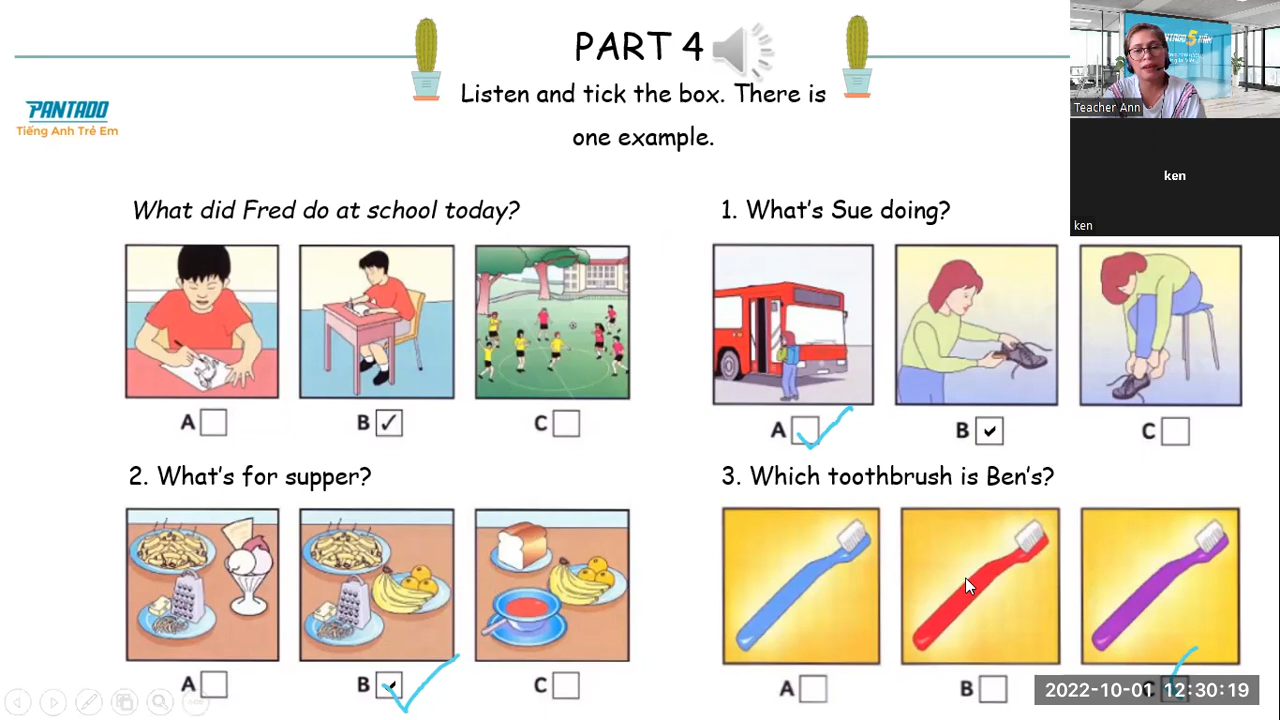 PART 4
Listen and tick the box. There is
one example.
PANTADO
Tiếng Anh Trẻ Em
Teacher Ann
ken
ken
What did Fred do at school today?
A
B ✓
C
1. What's Sue doing?
A
B ✓
C
2. What's for supper?
A
B ✓
C
3. Which toothbrush is Ben's?
A
B
C
2022-10-01 12:30:19